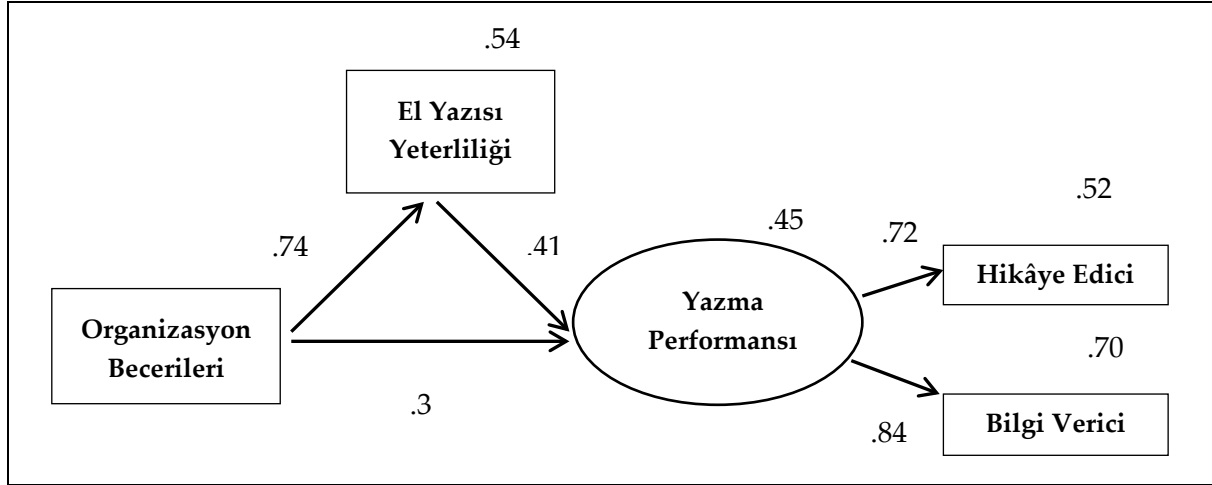 .54
El Yazısı
Yeterliliği
.52
.45
.72
.74
.41
Hikâye Edici
Yazma
Performansı
Organizasyon
Becerileri
.70
.3
.84
Bilgi Verici